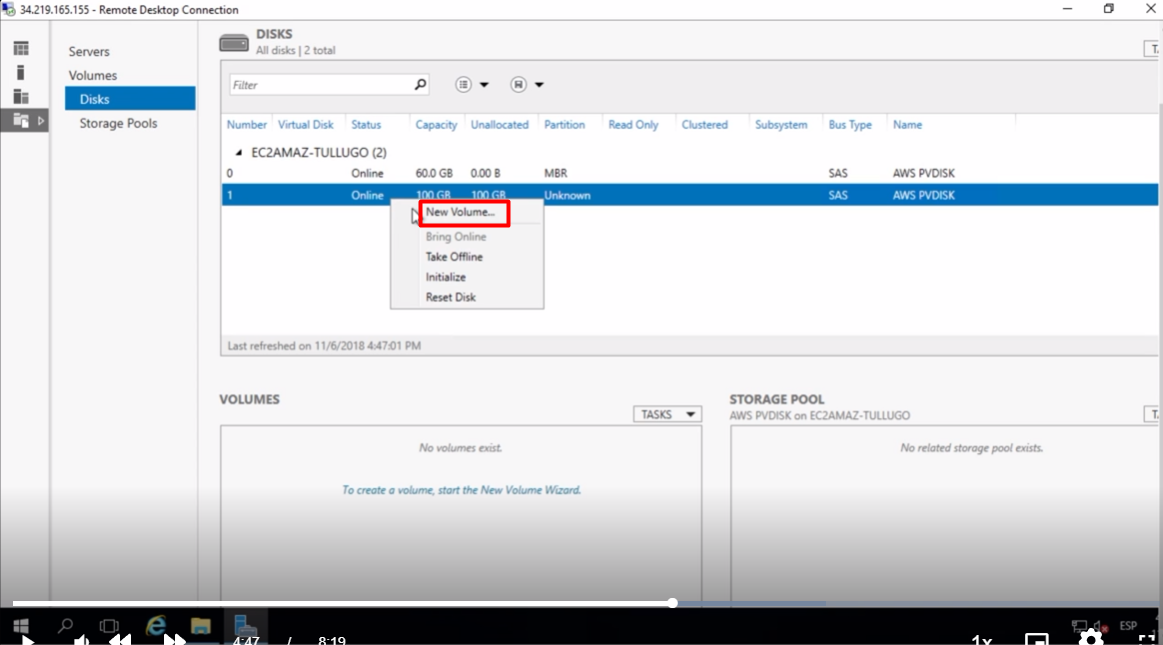 34.219.165.155 - Remote Desktop Connection
Servers
Volumes
Disks
Storage Pools
DISKS
All disks | 2 total
Filter
Number Virtual Disk Status Capacity Unallocated Partition Read Only Clustered Subsystem Bus Type Name
EC2AMAZ-TULLUGO (2)
0 Online 60.0 GB 0.00 B MBR SAS AWS PVDISK
1 Online 100 GB 100 GB Unknown SAS AWS PVDISK
New Volume...
Bring Online
Take Offline
Initialize
Reset Disk
Last refreshed on 11/6/2018 4:47:01 PM
VOLUMES
TASKS
No volumes exist.
To create a volume, start the New Volume Wizard.
STORAGE POOL
AWS PVDISK on EC2AMAZ-TULLUGO
No related storage pool exists.
ESP
4:47 / 8:19
1x